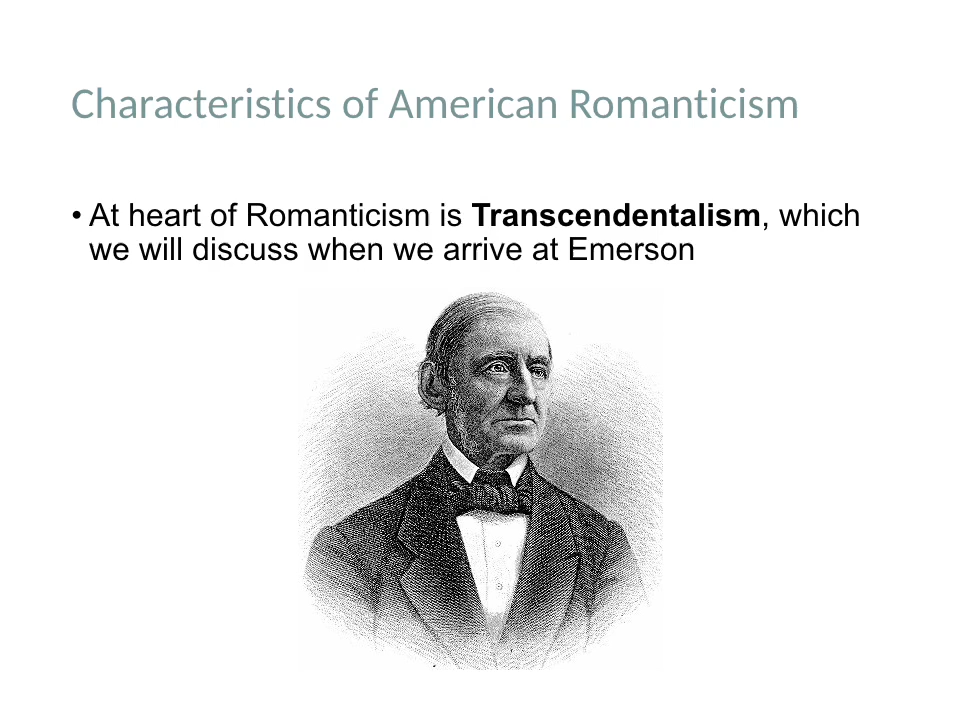 Characteristics of American Romanticism
• At heart of Romanticism is Transcendentalism, which
we will discuss when we arrive at Emerson